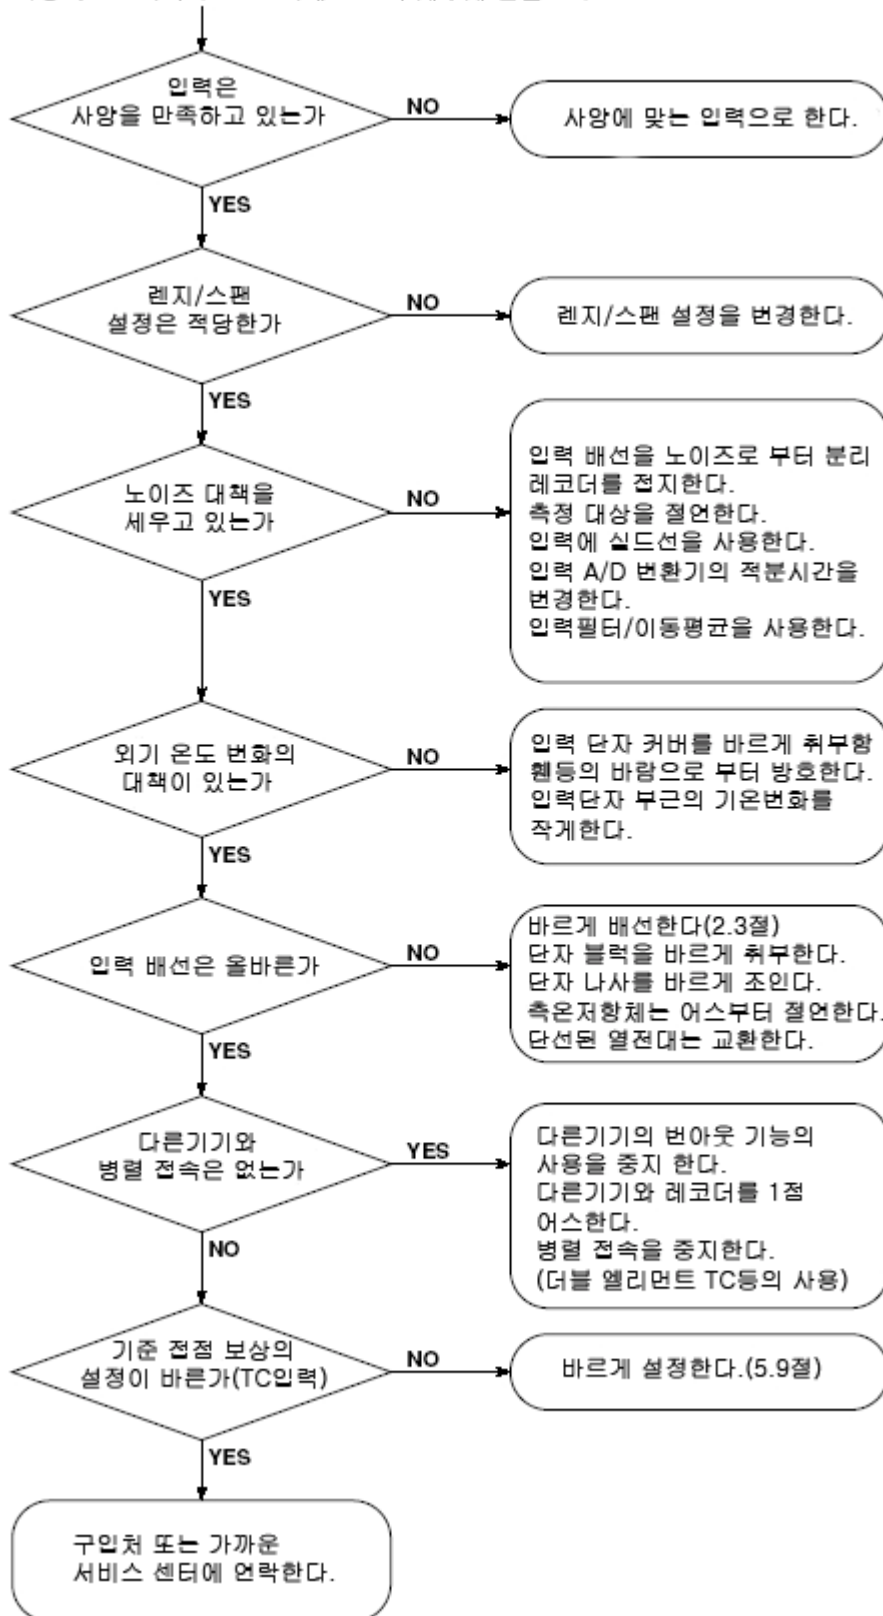 입력은
사양을 만족하고 있는가
NO
사양에 맞는 입력으로 한다.
YES
렌지/스팬
설정은 적당한가
NO
렌지/스팬 설정을 변경한다.
YES
노이즈 대책을
세우고 있는가
NO
입력 배선을 노이즈로 부터 분리
레코더를 접지한다.
측정 대상을 절연한다.
입력에 실드선을 사용한다.
입력 A/D 변환기의 적분시간을
변경한다.
입력필터/이동평균을 사용한다.
YES
외기 온도 변화의
대책이 있는가
NO
입력 단자 커버를 바르게 취부함
휀등의 바람으로 부터 방호한다.
입력단자 부근의 기온변화를
작게한다.
YES
입력 배선은 올바른가
NO
바르게 배선한다(2.3절)
단자 블럭을 바르게 취부한다.
단자 나사를 바르게 조인다.
측온저항체는 어스부터 절연한다.
단선된 열전대는 교환한다.
YES
다른기기와
병렬 접속은 없는가
YES
다른기기의 번아웃 기능의
사용을 중지 한다.
다른기기와 레코더를 1점
어스한다.
병렬 접속을 중지한다.
(더블 엘리먼트 TC등의 사용)
NO
기준 접점 보상의
설정이 바른가(TC입력)
NO
바르게 설정한다.(5.9절)
YES
구입처 또는 가까운
서비스 센터에 연락한다.